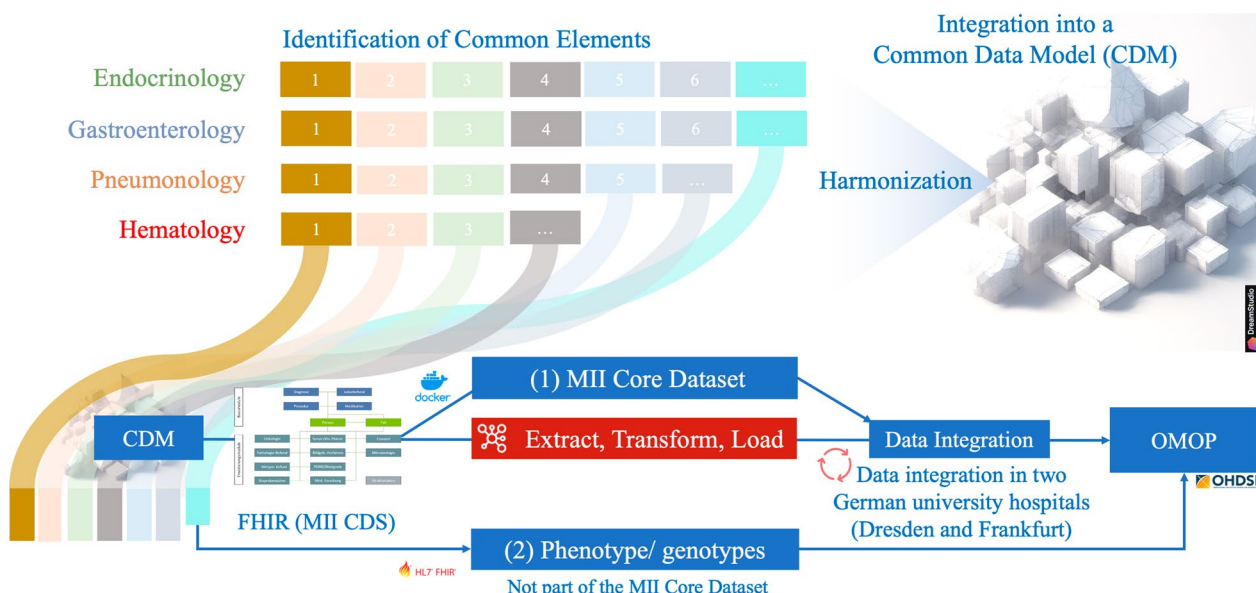 Identification of Common Elements
Integration into a
Common Data Model (CDM)
Endocrinology 1 2 3 4 5 6 ...
Gastroenterology 1 2 3 4 5 6 ...
Pneumonology 1 2 3 4 5 ...
Hematology 1 2 3 ...
Harmonization
DreamStudio
docker
(1) MII Core Dataset
CDM
Extract, Transform, Load
Data Integration
OMOP
Data integration in two
German university hospitals
(Dresden and Frankfurt)
OHDSI
FHIR (MII CDS)
(2) Phenotype/ genotypes
HL7 FHIR
Not part of the MII Core Dataset